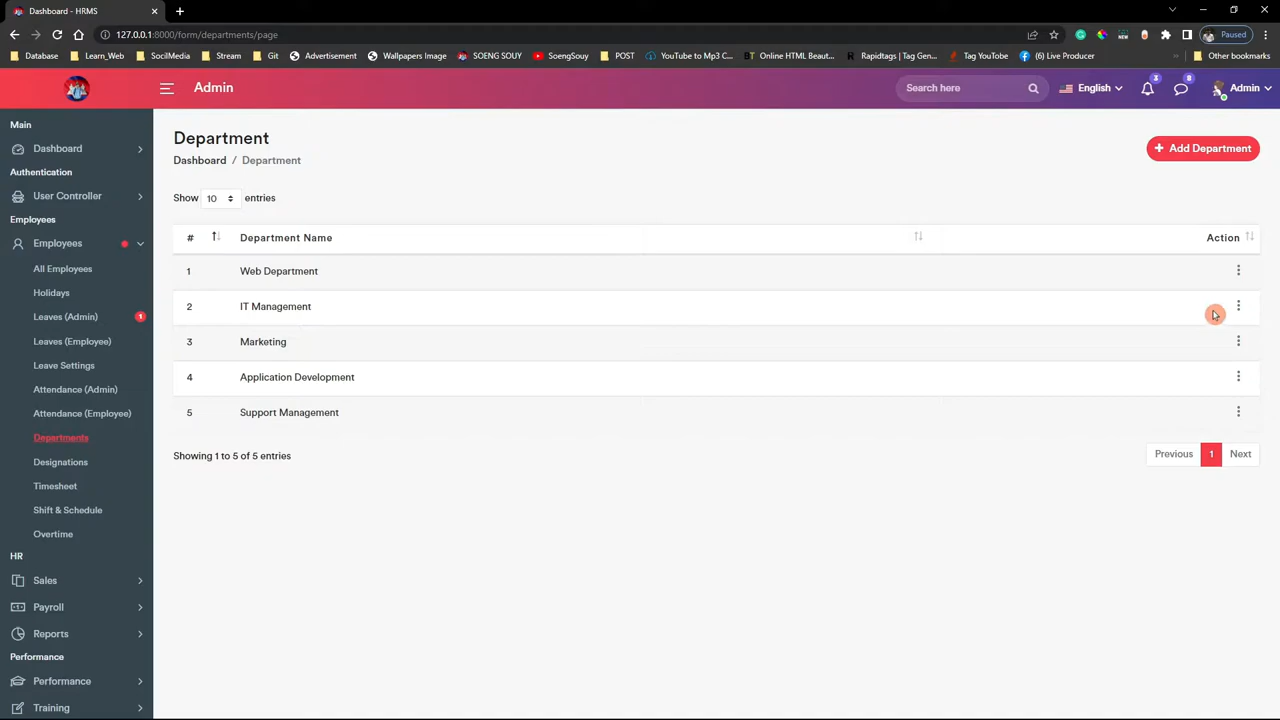 Dashboard - HRMS
127.0.0.1:8000/form/departments/page
Paused
Database
Learn_Web
SocilMedia
Stream
Git
Advertisement
Wallpapers Image
SOENG SOUY
SoengSouy
POST
YouTube to Mp3 C...
Online HTML Beaut...
Rapidtags | Tag Gen...
Tag YouTube
(6) Live Producer
Other bookmarks
Admin
Search here
English
3
8
Admin
Main
Dashboard
Authentication
User Controller
Employees
Employees
All Employees
Holidays
Leaves (Admin)
1
Leaves (Employee)
Leave Settings
Attendance (Admin)
Attendance (Employee)
Departments
Designations
Timesheet
Shift & Schedule
Overtime
HR
Sales
Payroll
Reports
Performance
Performance
Training
Department
Dashboard / Department
+ Add Department
Show 10 entries
# Department Name Action
1 Web Department
2 IT Management
3 Marketing
4 Application Development
5 Support Management
Showing 1 to 5 of 5 entries
Previous 1 Next